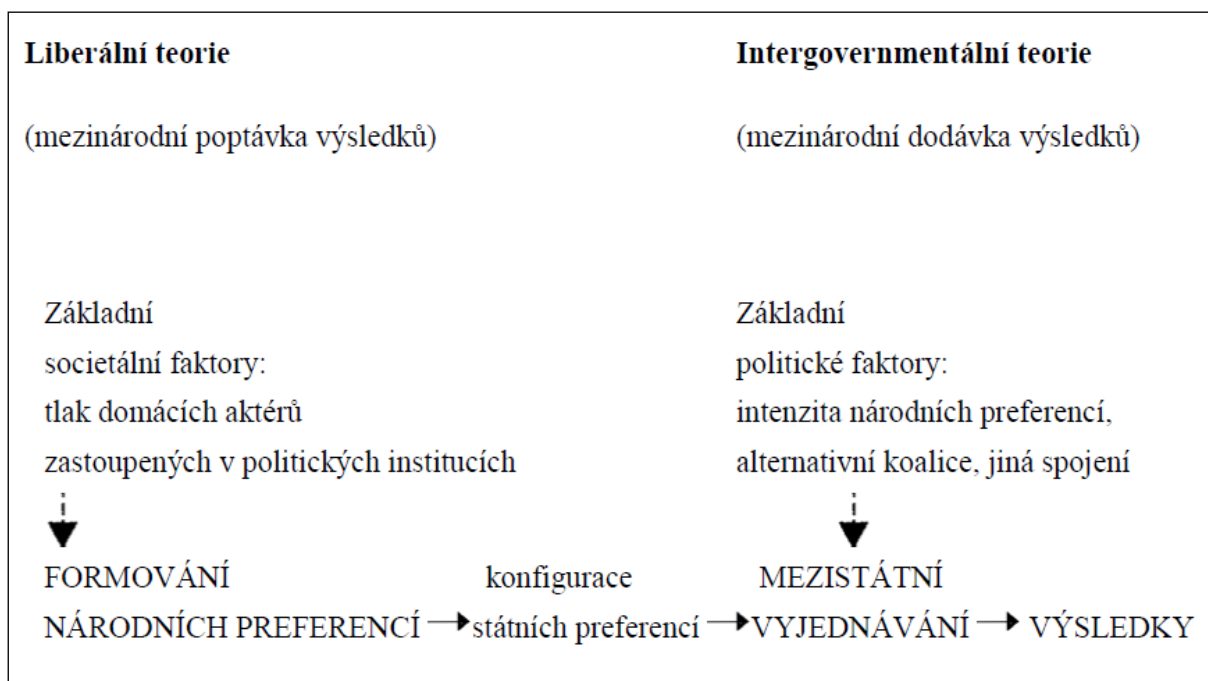 Liberální teorie
Intergovernmentální teorie
(mezinárodní poptávka výsledků)
(mezinárodní dodávka výsledků)
Základní
societální faktory:
tlak domácích aktérů
zastoupených v politických institucích
Základní
politické faktory:
intenzita národních preferencí,
alternativní koalice, jiná spojení
FORMOVÁNÍ
NÁRODNÍCH PREFERENCÍ
konfigurace
státních preferencí
MEZISTÁTNÍ
VYJEDNÁVÁNÍ
VÝSLEDKY